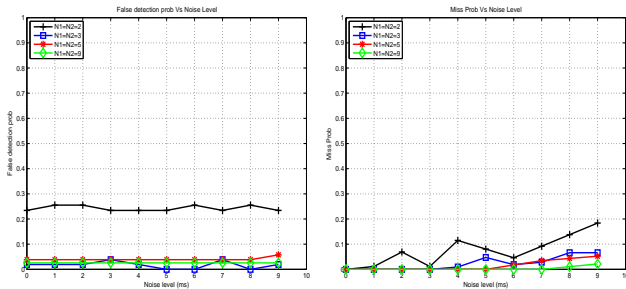 False detection prob Vs Noise Level
N1=N2=2
N1=N2=3
N1=N2=5
N1=N2=9
1
0.9
0.8
0.7
0.6
0.5
0.4
0.3
0.2
0.1
0
False detection prob
0 1 2 3 4 5 6 7 8 9 10
Noise level (ms)
Miss Prob Vs Noise Level
N1=N2=2
N1=N2=3
N1=N2=5
N1=N2=9
1
0.9
0.8
0.7
0.6
0.5
0.4
0.3
0.2
0.1
0
Miss Prob
0 1 2 3 4 5 6 7 8 9 10
Noise level (ms)